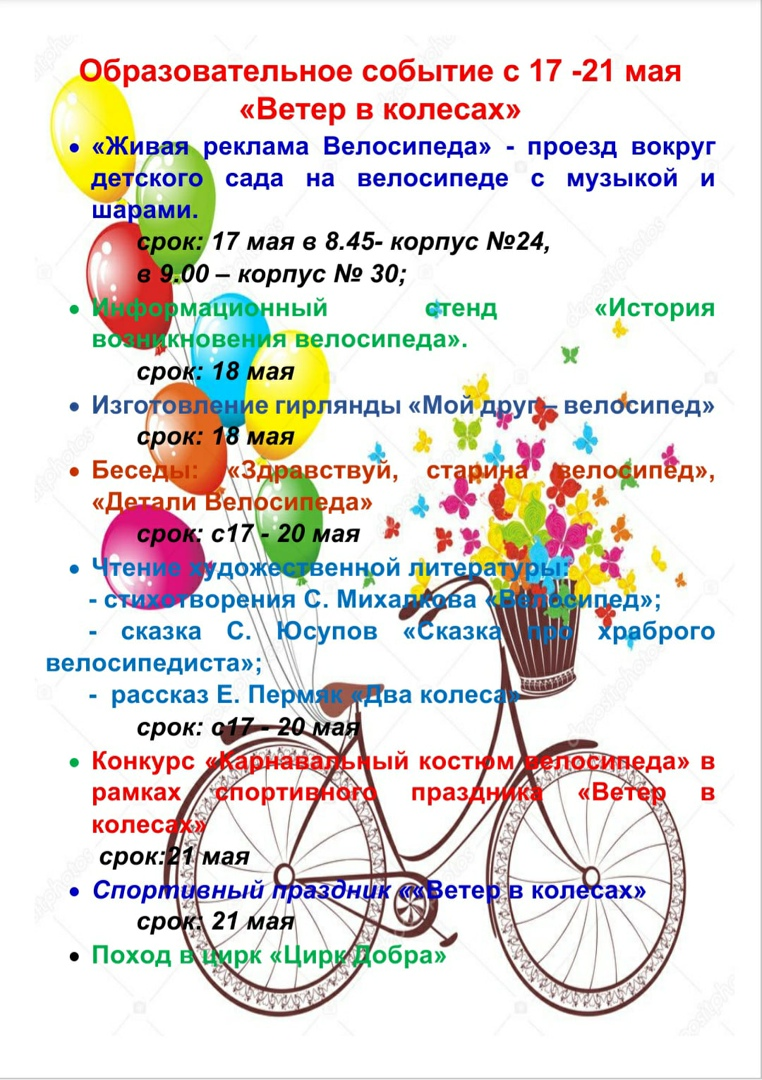 Образовательное событие с 17 -21 мая
«Ветер в колесах»
• «Живая реклама Велосипеда» - проезд вокруг
детского сада на велосипеде с музыкой и
шарами.
срок: 17 мая в 8.45- корпус №24,
в 9.00 – корпус № 30;
• Информационный стенд «История
возникновения велосипеда».
срок: 18 мая
• Изготовление гирлянды «Мой друг – велосипед»
срок: 18 мая
• Беседы: «Здравствуй, старина велосипед»,
«Детали Велосипеда»
срок: с17 - 20 мая
• Чтение художественной литературы:
- стихотворения С. Михалкова «Велосипед»;
- сказка С. Юсупов «Сказка про храброго
велосипедиста»;
- рассказ Е. Пермяк «Два колеса»
срок: с17 - 20 мая
• Конкурс «Карнавальный костюм велосипеда» в
рамках спортивного праздника «Ветер в
колесах»
срок:21 мая
• Спортивный праздник ««Ветер в колесах»
срок: 21 мая
• Поход в цирк «Цирк Добра»